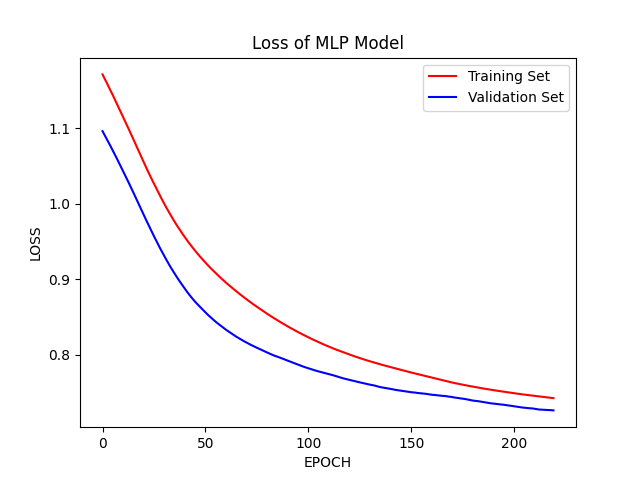 Loss of MLP Model
Training Set
Validation Set
1.1
1.0
0.9
0.8
LOSS
0
50
100
150
200
EPOCH